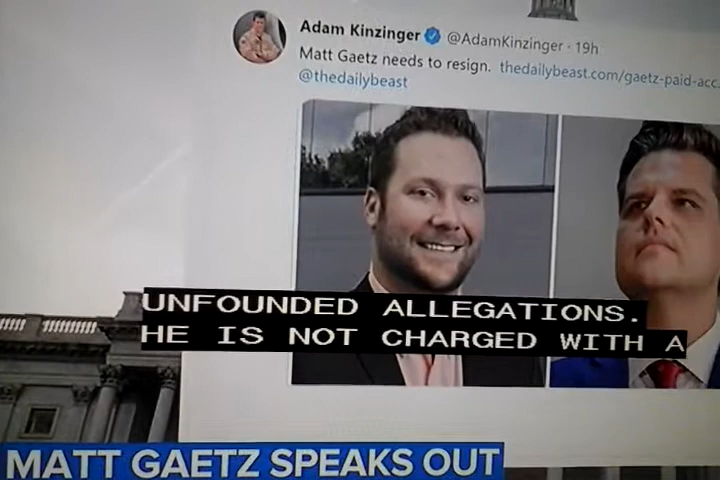 Adam Kinzinger @AdamKinzinger · 19h
Matt Gaetz needs to resign. thedailybeast.com/gaetz-paid-acc...
@thedailybeast
UNFOUNDED ALLEGATIONS.
HE IS NOT CHARGED WITH A
MATT GAETZ SPEAKS OUT